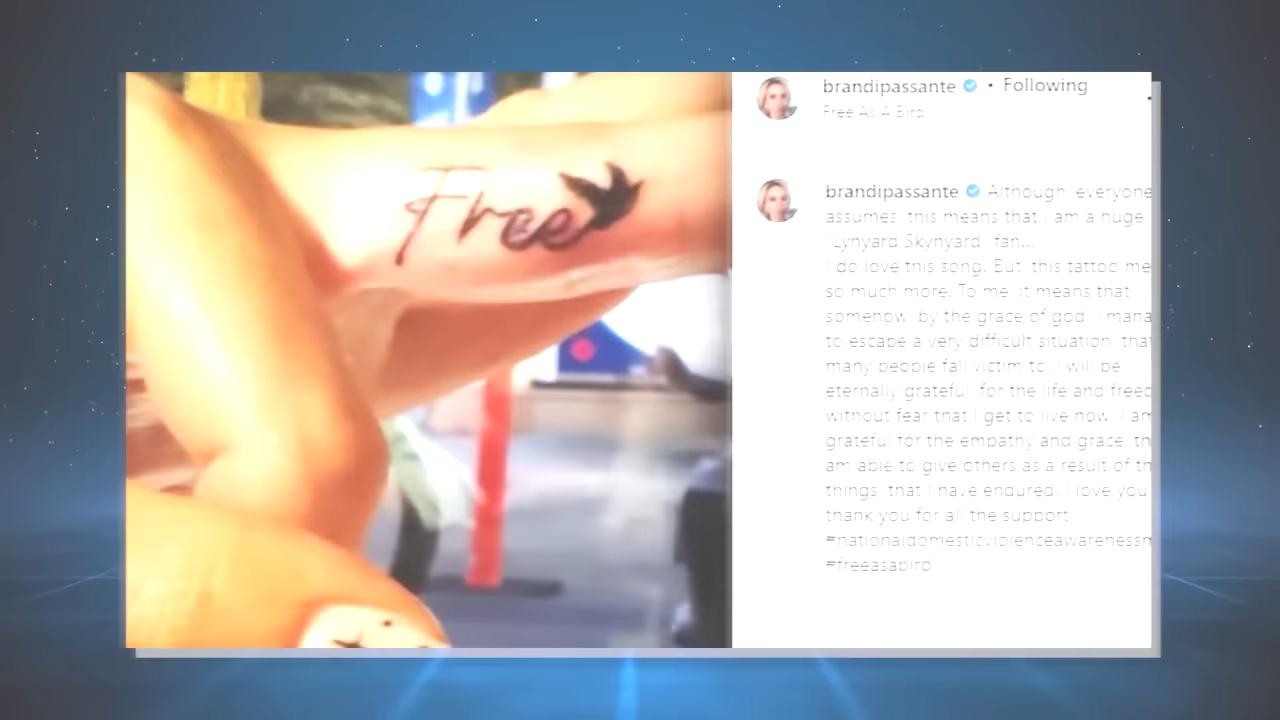 Free
brandipassante • Following
Free As A Bird
brandipassante Although everyone
assumes this means that I am a huge
"Lynyard Skynyard" fan...
I do love this song. But this tattoo me
so much more. To me it means that
somehow by the grace of god I mana
to escape a very difficult situation that
many people fall victim to. I will be
eternally grateful for the life and freed
without fear that I get to live now. I am
grateful for the empathy and grace th
am able to give others as a result of th
things that I have endured. I love you
thank you for all the support
#nationaldomesticviolenceawarenessm
#freeasabird